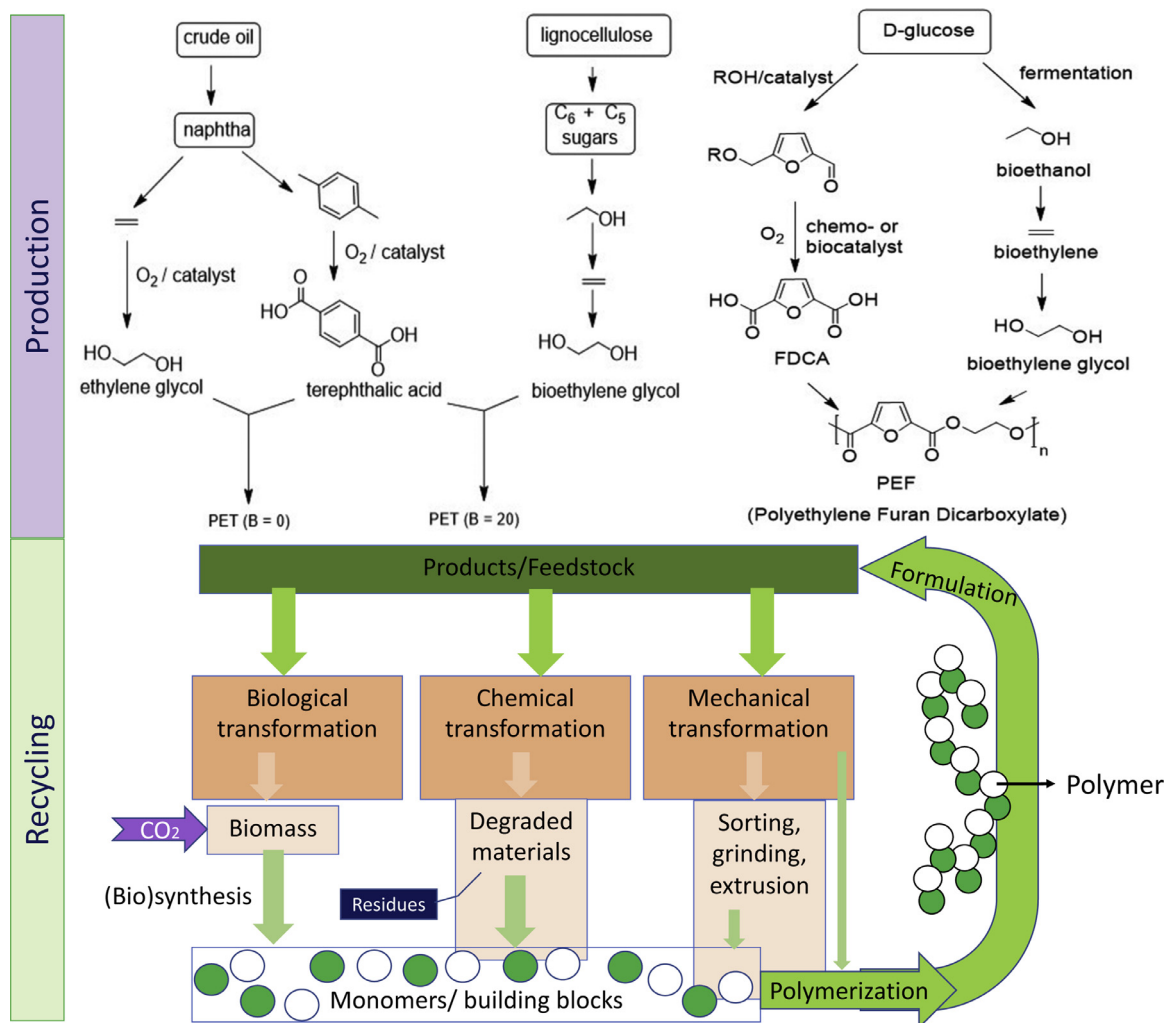 Production
crude oil
naphtha
O2 / catalyst
O2 / catalyst
O
HO
OH
O
HO
OH
ethylene glycol
terephthalic acid
PET (B = 0)
lignocellulose
C6 + C5
sugars
OH
HO
OH
bioethylene glycol
PET (B = 20)
D-glucose
ROH/catalyst
fermentation
RO
O
O
OH
bioethanol
O2
chemo- or
biocatalyst
bioethylene
HO
O
OH
O
O
FDCA
HO
OH
bioethylene glycol
O
O
O
O
O
n
PEF
(Polyethylene Furan Dicarboxylate)
Recycling
Products/Feedstock
Formulation
Biological
transformation
Chemical
transformation
Mechanical
transformation
CO2
Biomass
(Bio)synthesis
Degraded
materials
Residues
Sorting,
grinding,
extrusion
Polymer
Monomers/ building blocks
Polymerization